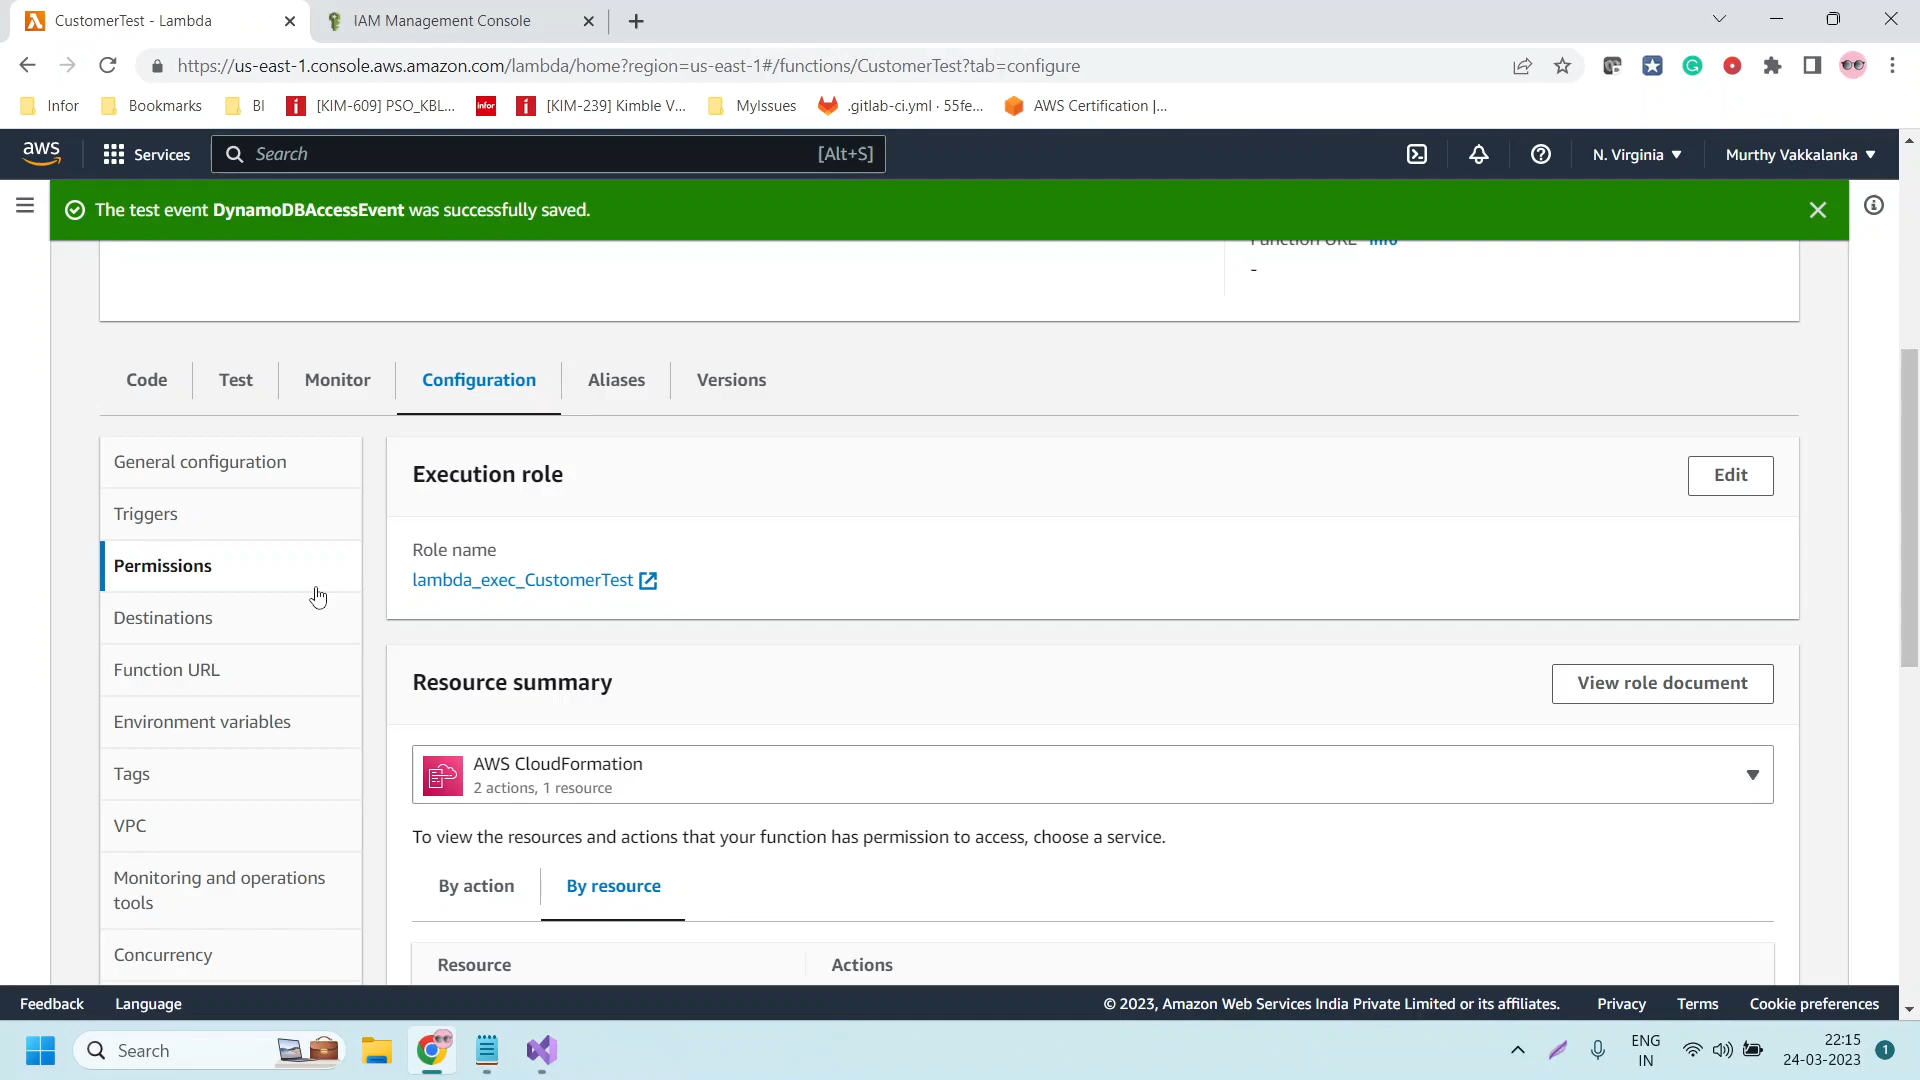 CustomerTest - Lambda
IAM Management Console
https://us-east-1.console.aws.amazon.com/lambda/home?region=us-east-1#/functions/CustomerTest?tab=configure
Infor
Bookmarks
BI
[KIM-609] PSO_KBL...
infor
[KIM-239] Kimble V...
MyIssues
.gitlab-ci.yml · 55fe...
AWS Certification |...
aws
Services
Search
[Alt+S]
N. Virginia
Murthy Vakkalanka
The test event DynamoDBAccessEvent was successfully saved.
Function URL Info
-
Code
Test
Monitor
Configuration
Aliases
Versions
General configuration
Triggers
Permissions
Destinations
Function URL
Environment variables
Tags
VPC
Monitoring and operations
tools
Concurrency
Execution role
Edit
Role name
lambda_exec_CustomerTest
Resource summary
View role document
AWS CloudFormation
2 actions, 1 resource
To view the resources and actions that your function has permission to access, choose a service.
By action
By resource
Resource
Actions
Feedback
Language
© 2023, Amazon Web Services India Private Limited or its affiliates.
Privacy
Terms
Cookie preferences
Search
ENG
IN
22:15
24-03-2023
1